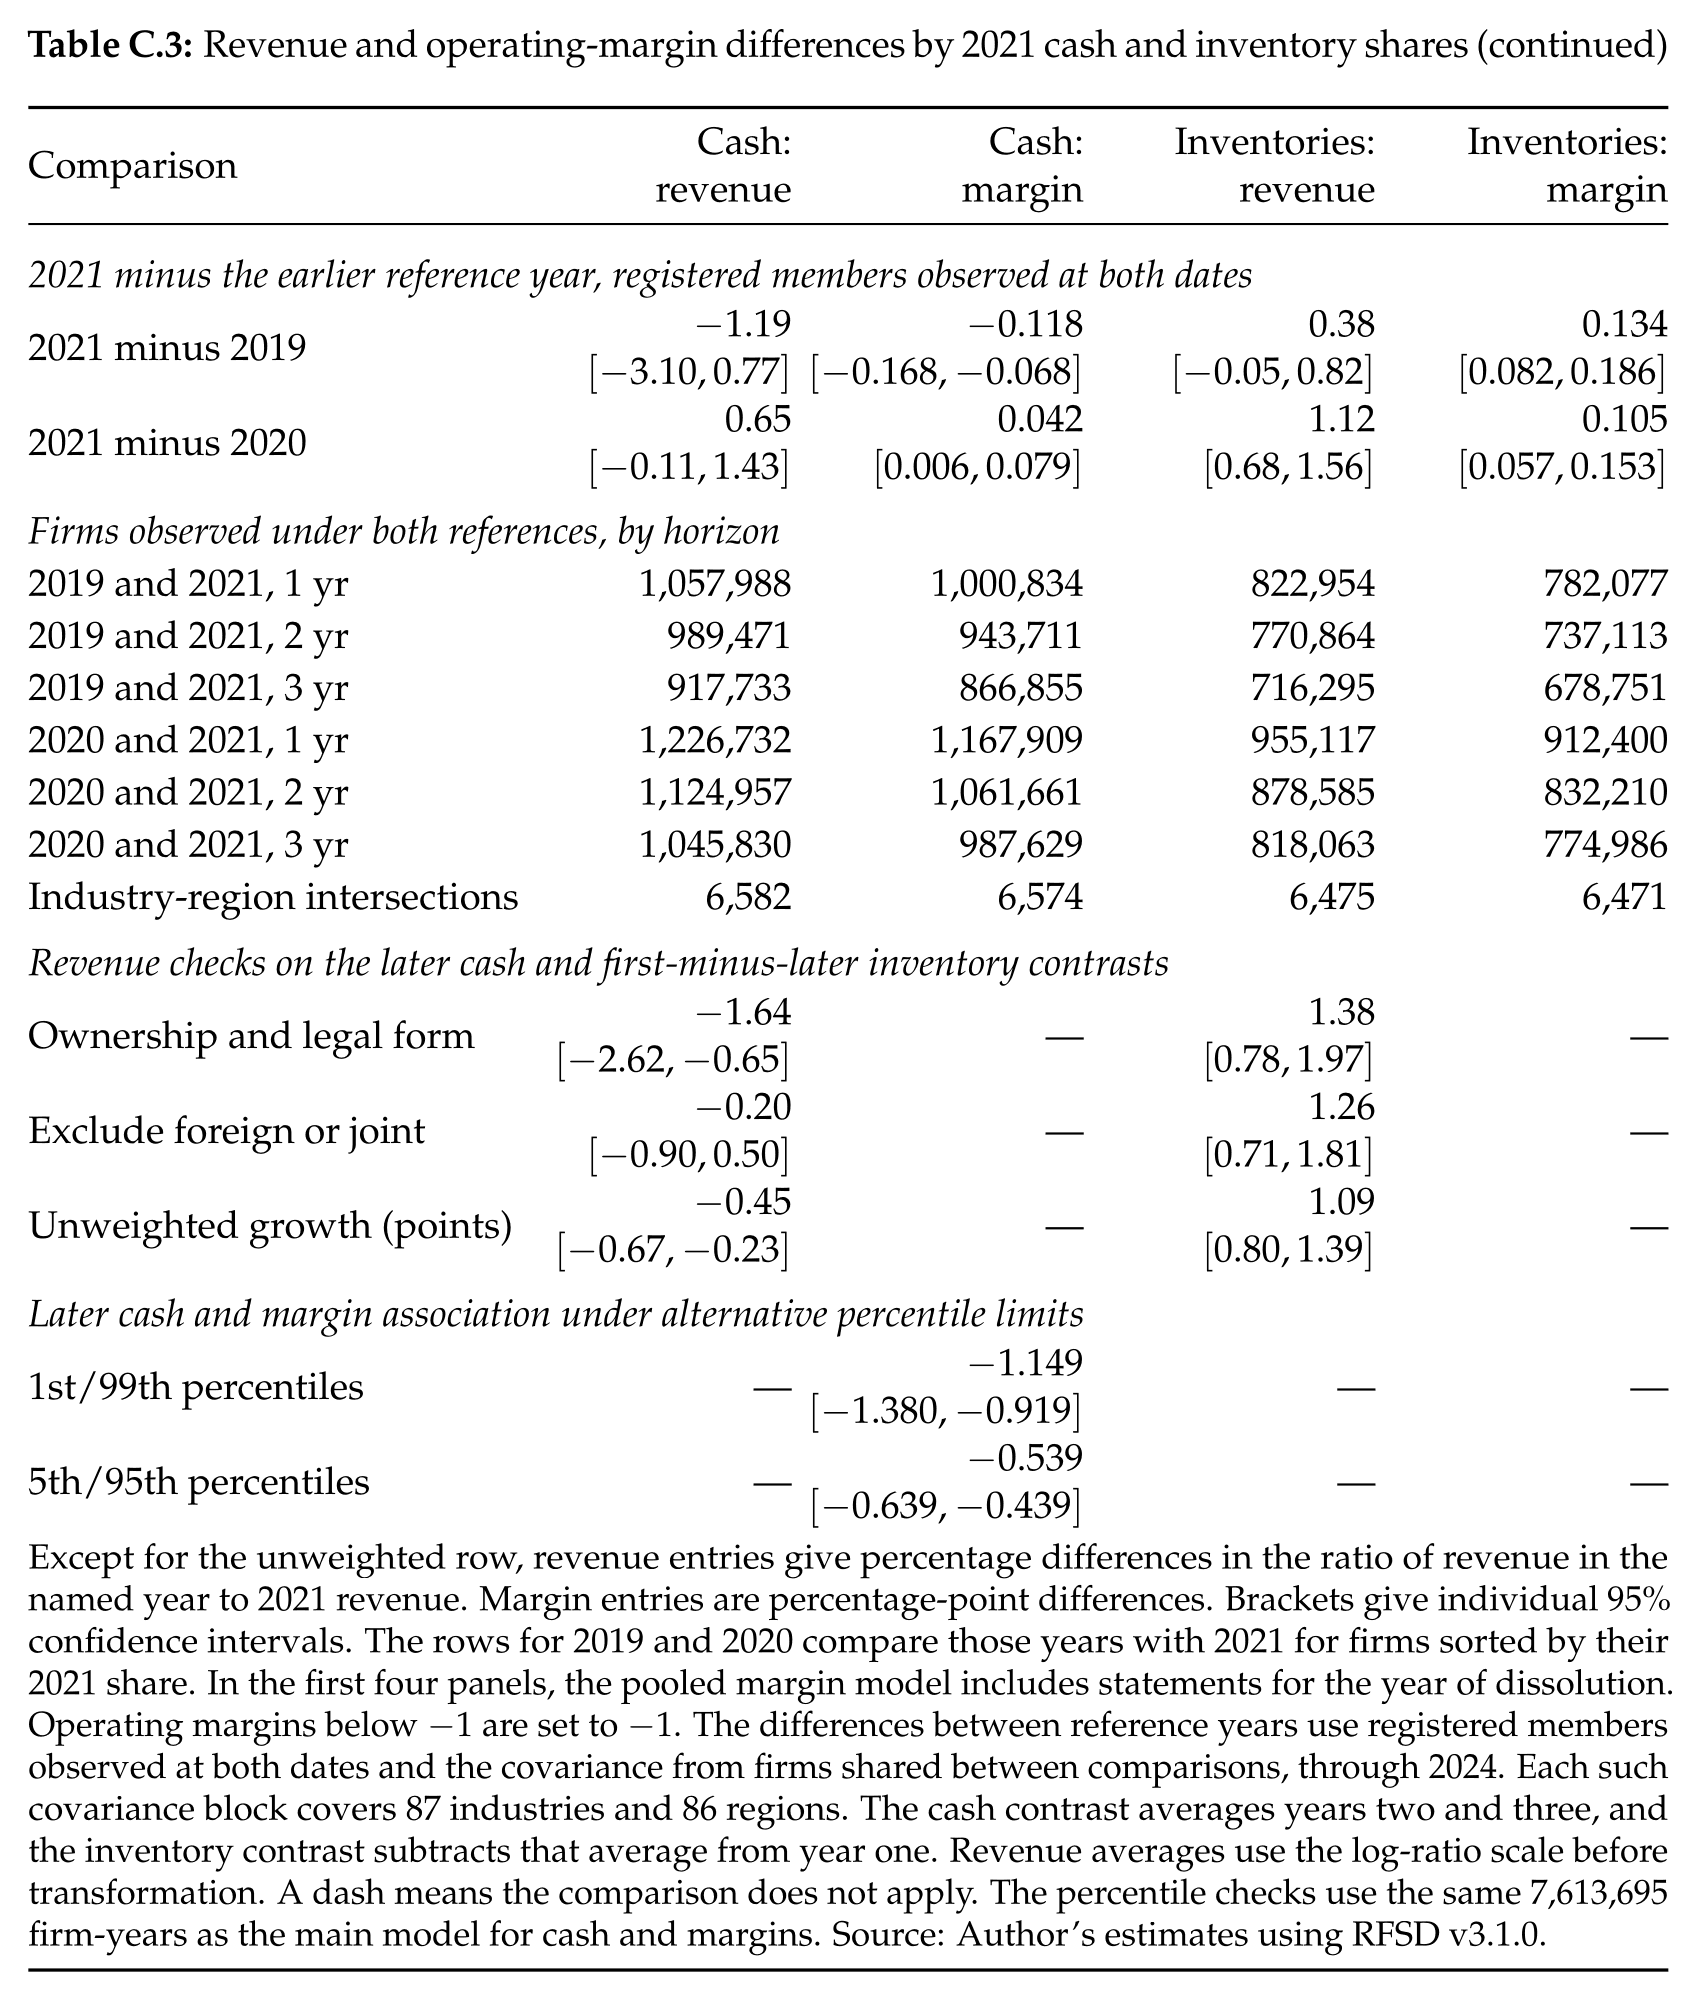 Table C.3: Revenue and operating-margin differences by 2021 cash and inventory shares (continued)
Comparison Cash: revenue Cash: margin Inventories: revenue Inventories: margin
2021 minus the earlier reference year, registered members observed at both dates
2021 minus 2019 −1.19 −0.118 0.38 0.134
[−3.10, 0.77] [−0.168, −0.068] [−0.05, 0.82] [0.082, 0.186]
2021 minus 2020 0.65 0.042 1.12 0.105
[−0.11, 1.43] [0.006, 0.079] [0.68, 1.56] [0.057, 0.153]
Firms observed under both references, by horizon
2019 and 2021, 1 yr 1,057,988 1,000,834 822,954 782,077
2019 and 2021, 2 yr 989,471 943,711 770,864 737,113
2019 and 2021, 3 yr 917,733 866,855 716,295 678,751
2020 and 2021, 1 yr 1,226,732 1,167,909 955,117 912,400
2020 and 2021, 2 yr 1,124,957 1,061,661 878,585 832,210
2020 and 2021, 3 yr 1,045,830 987,629 818,063 774,986
Industry-region intersections 6,582 6,574 6,475 6,471
Revenue checks on the later cash and first-minus-later inventory contrasts
Ownership and legal form −1.64 — 1.38 —
[−2.62, −0.65] [0.78, 1.97]
Exclude foreign or joint −0.20 — 1.26 —
[−0.90, 0.50] [0.71, 1.81]
Unweighted growth (points) −0.45 — 1.09 —
[−0.67, −0.23] [0.80, 1.39]
Later cash and margin association under alternative percentile limits
1st/99th percentiles — −1.149 — —
[−1.380, −0.919]
5th/95th percentiles — −0.539 — —
[−0.639, −0.439]
Except for the unweighted row, revenue entries give percentage differences in the ratio of revenue in the
named year to 2021 revenue. Margin entries are percentage-point differences. Brackets give individual 95%
confidence intervals. The rows for 2019 and 2020 compare those years with 2021 for firms sorted by their
2021 share. In the first four panels, the pooled margin model includes statements for the year of dissolution.
Operating margins below −1 are set to −1. The differences between reference years use registered members
observed at both dates and the covariance from firms shared between comparisons, through 2024. Each such
covariance block covers 87 industries and 86 regions. The cash contrast averages years two and three, and
the inventory contrast subtracts that average from year one. Revenue averages use the log-ratio scale before
transformation. A dash means the comparison does not apply. The percentile checks use the same 7,613,695
firm-years as the main model for cash and margins. Source: Author's estimates using RFSD v3.1.0.